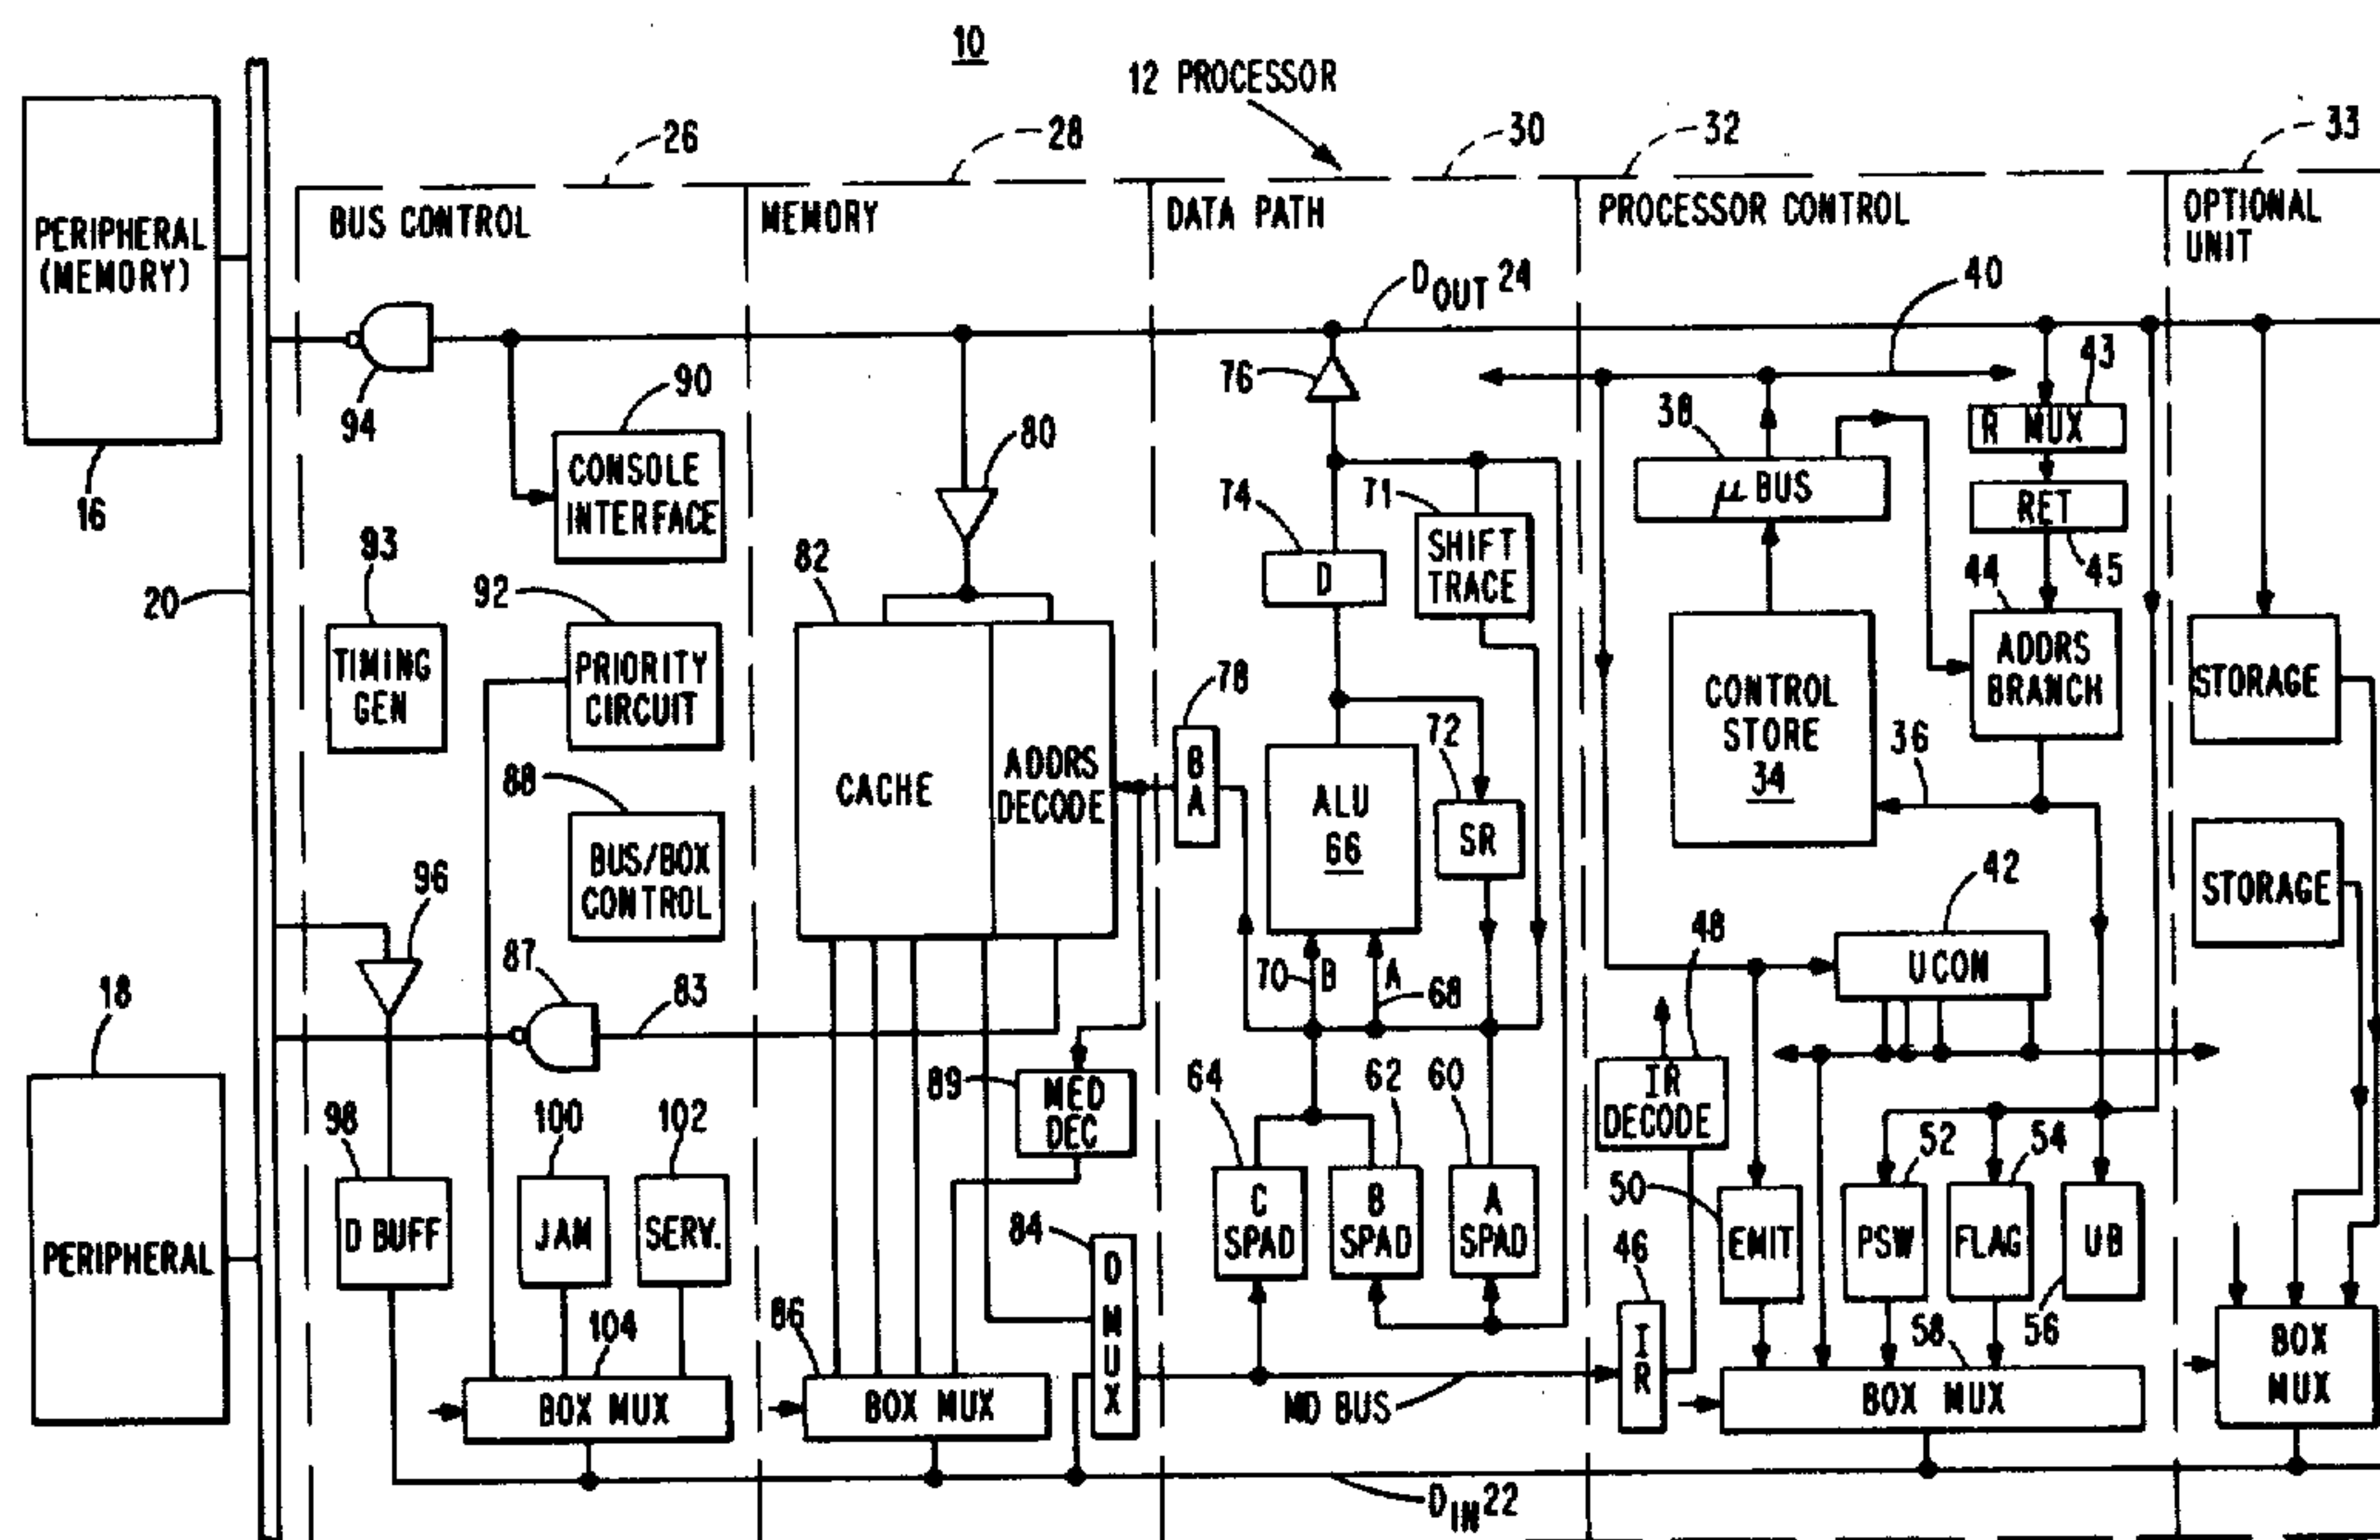 10
12 PROCESSOR
26
28
30
32
33
BUS CONTROL
MEMORY
DATA PATH
PROCESSOR CONTROL
OPTIONAL
UNIT
PERIPHERAL
(MEMORY)
16
20
18
PERIPHERAL
94
90
CONSOLE
INTERFACE
93
TIMING
GEN
92
PRIORITY
CIRCUIT
88
BUS/BOX
CONTROL
96
87
83
98
D BUFF
100
JAM
102
SERV.
104
BOX MUX
80
82
CACHE
ADDRS
DECODE
89
MED
DEC
84
D
M
U
X
86
BOX MUX
DOUT 24
76
74
D
71
SHIFT
TRACE
78
B
A
ALU
66
72
SR
70
B
A
68
64
C
SPAD
62
B
SPAD
60
A
SPAD
MD BUS
DIN 22
40
38
μ BUS
43
R MUX
RET
45
44
ADDRS
BRANCH
CONTROL
STORE
34
36
42
U CON
48
IR
DECODE
46
I
R
50
EMIT
52
PSW
54
FLAG
UB
56
58
BOX MUX
STORAGE
STORAGE
BOX
MUX